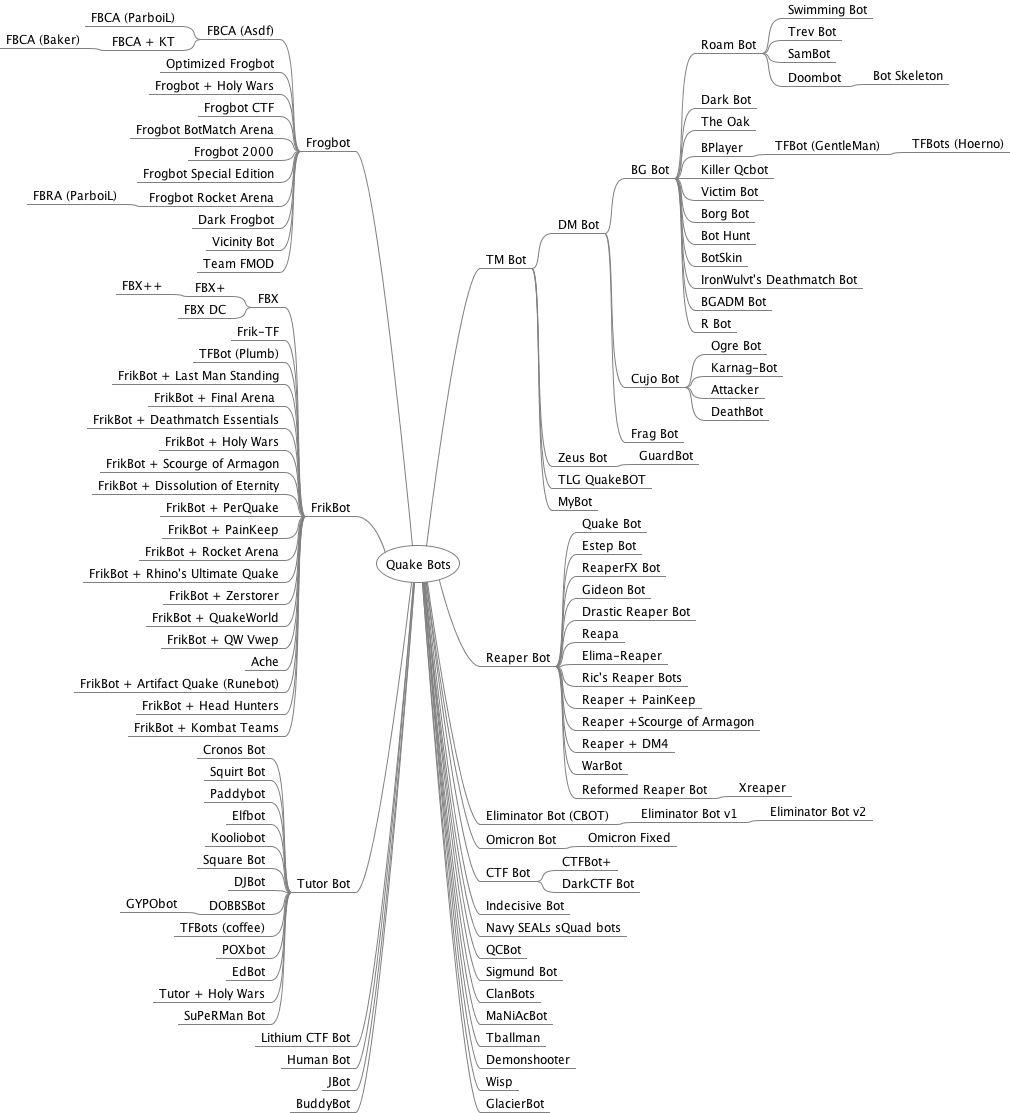 Quake Bots
Frogbot
FBCA (Asdf)
FBCA (ParboiL)
FBCA + KT
FBCA (Baker)
Optimized Frogbot
Frogbot + Holy Wars
Frogbot CTF
Frogbot BotMatch Arena
Frogbot 2000
Frogbot Special Edition
Frogbot Rocket Arena
FBRA (ParboiL)
Dark Frogbot
Vicinity Bot
Team FMOD
FrikBot
FBX
FBX+
FBX++
FBX DC
Frik-TF
TFBot (Plumb)
FrikBot + Last Man Standing
FrikBot + Final Arena
FrikBot + Deathmatch Essentials
FrikBot + Holy Wars
FrikBot + Scourge of Armagon
FrikBot + Dissolution of Eternity
FrikBot + PerQuake
FrikBot + PainKeep
FrikBot + Rocket Arena
FrikBot + Rhino's Ultimate Quake
FrikBot + Zerstorer
FrikBot + QuakeWorld
FrikBot + QW Vwep
Ache
FrikBot + Artifact Quake (Runebot)
FrikBot + Head Hunters
FrikBot + Kombat Teams
Tutor Bot
Cronos Bot
Squirt Bot
Paddybot
Elfbot
Kooliobot
Square Bot
DJBot
DOBBSBot
GYPObot
TFBots (coffee)
POXbot
EdBot
Tutor + Holy Wars
SuPeRMan Bot
Lithium CTF Bot
Human Bot
JBot
BuddyBot
TM Bot
DM Bot
BG Bot
Roam Bot
Swimming Bot
Trev Bot
SamBot
Doombot
Bot Skeleton
Dark Bot
The Oak
BPlayer
TFBot (GentleMan)
TFBots (Hoerno)
Killer Qcbot
Victim Bot
Borg Bot
Bot Hunt
BotSkin
IronWulvt's Deathmatch Bot
BGADM Bot
R Bot
Cujo Bot
Ogre Bot
Karnag-Bot
Attacker
DeathBot
Frag Bot
Zeus Bot
GuardBot
TLG QuakeBOT
MyBot
Reaper Bot
Quake Bot
Estep Bot
ReaperFX Bot
Gideon Bot
Drastic Reaper Bot
Reapa
Elima-Reaper
Ric's Reaper Bots
Reaper + PainKeep
Reaper +Scourge of Armagon
Reaper + DM4
WarBot
Reformed Reaper Bot
Xreaper
Eliminator Bot (CBOT)
Eliminator Bot v1
Eliminator Bot v2
Omicron Bot
Omicron Fixed
CTF Bot
CTFBot+
DarkCTF Bot
Indecisive Bot
Navy SEALs sQuad bots
QCBot
Sigmund Bot
ClanBots
MaNiAcBot
Tballman
Demonshooter
Wisp
GlacierBot